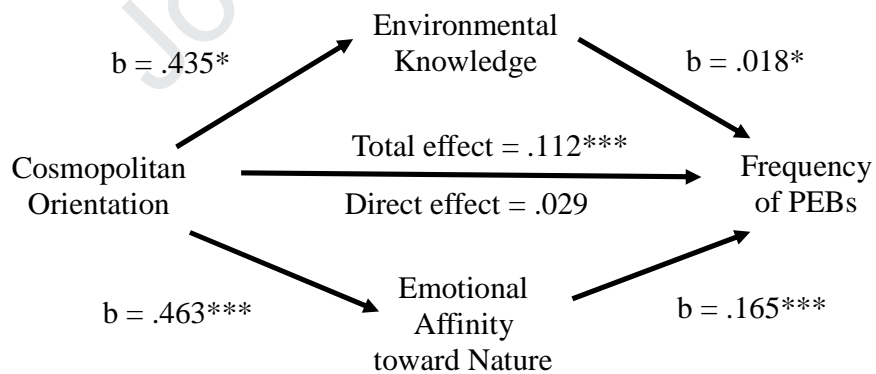 Jo
Environmental
Knowledge
b = .435*
b = .018*
Total effect = .112***
Cosmopolitan
Orientation
Frequency
of PEBs
Direct effect = .029
Emotional
Affinity
toward Nature
b = .463***
b = .165***